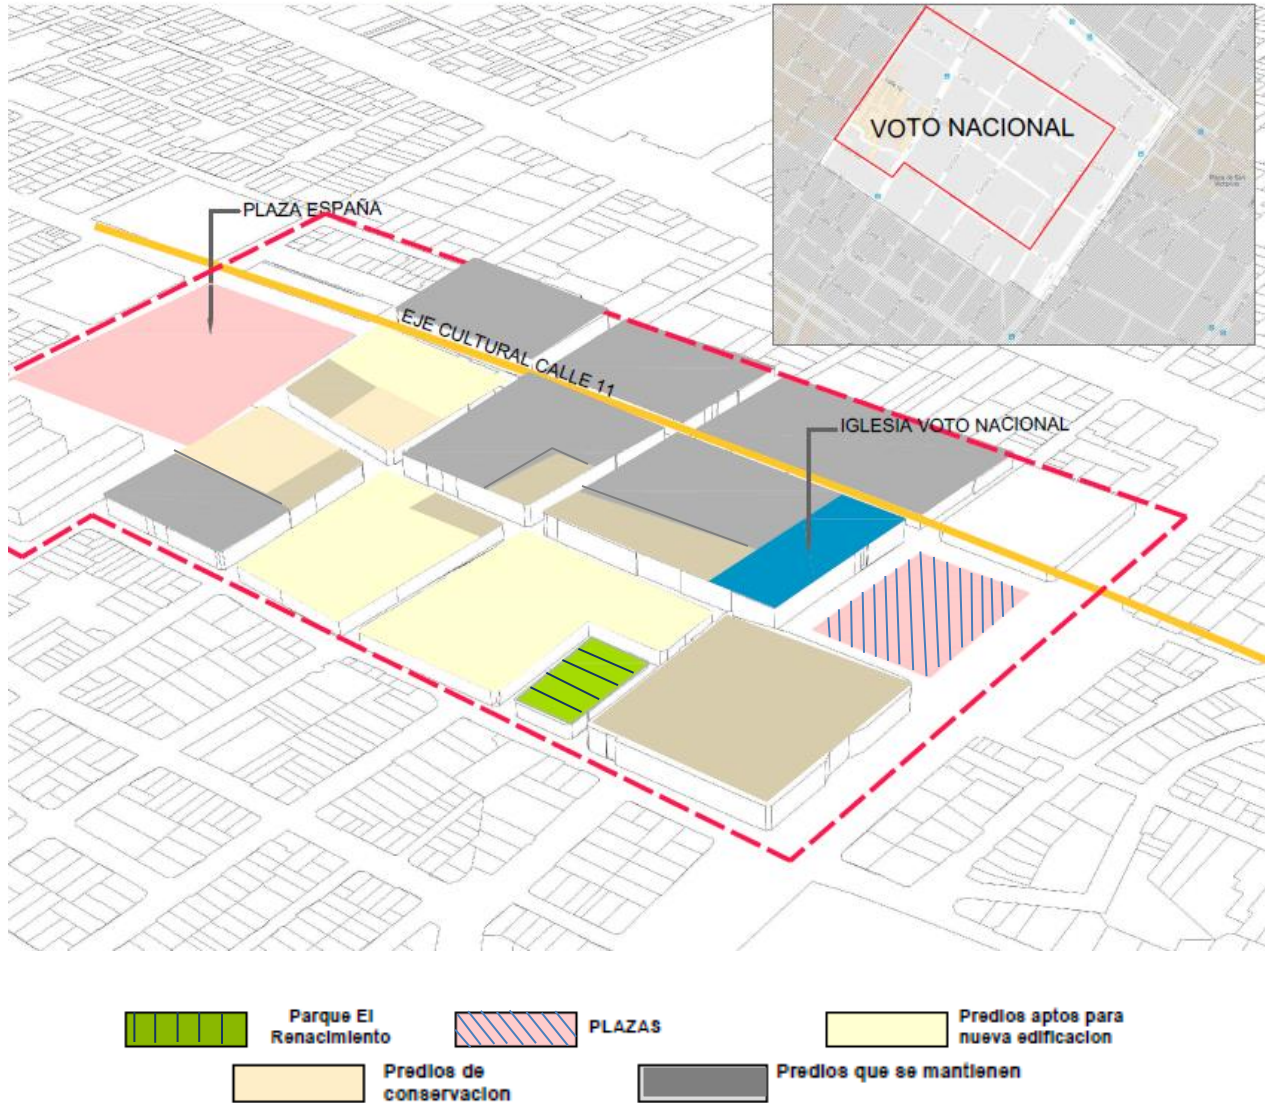 VOTO NACIONAL
PLAZA ESPAÑA
EJE CULTURAL CALLE 11
IGLESIA VOTO NACIONAL
Parque El
Renacimiento
PLAZAS
Predios aptos para
nueva edificacion
Predios de
conservacion
Predios que se mantienen